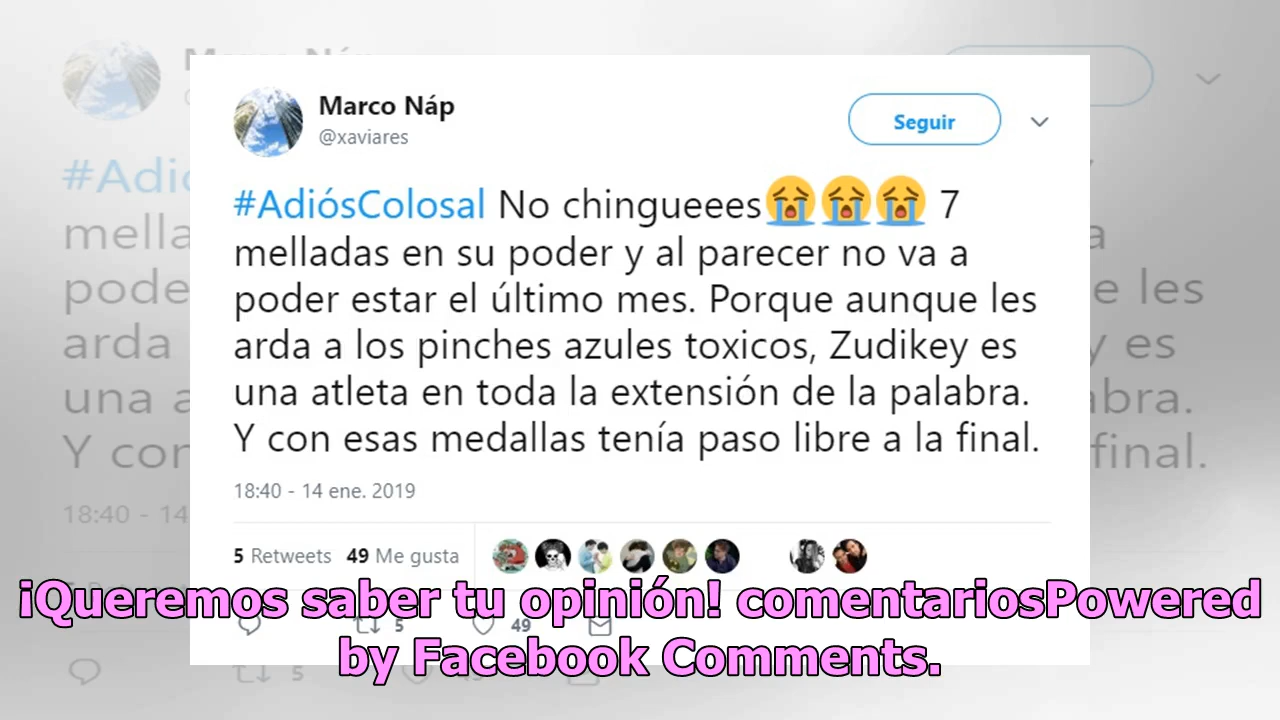 Marco Náp
@xaviares
Seguir
#AdiósColosal No chingueees😭😭😭 7
melladas en su poder y al parecer no va a
poder estar el último mes. Porque aunque les
arda a los pinches azules toxicos, Zudikey es
una atleta en toda la extensión de la palabra.
Y con esas medallas tenía paso libre a la final.
18:40 - 14 ene. 2019
5 Retweets 49 Me gusta
¡Queremos saber tu opinión! comentariosPowered
5 49
by Facebook Comments.